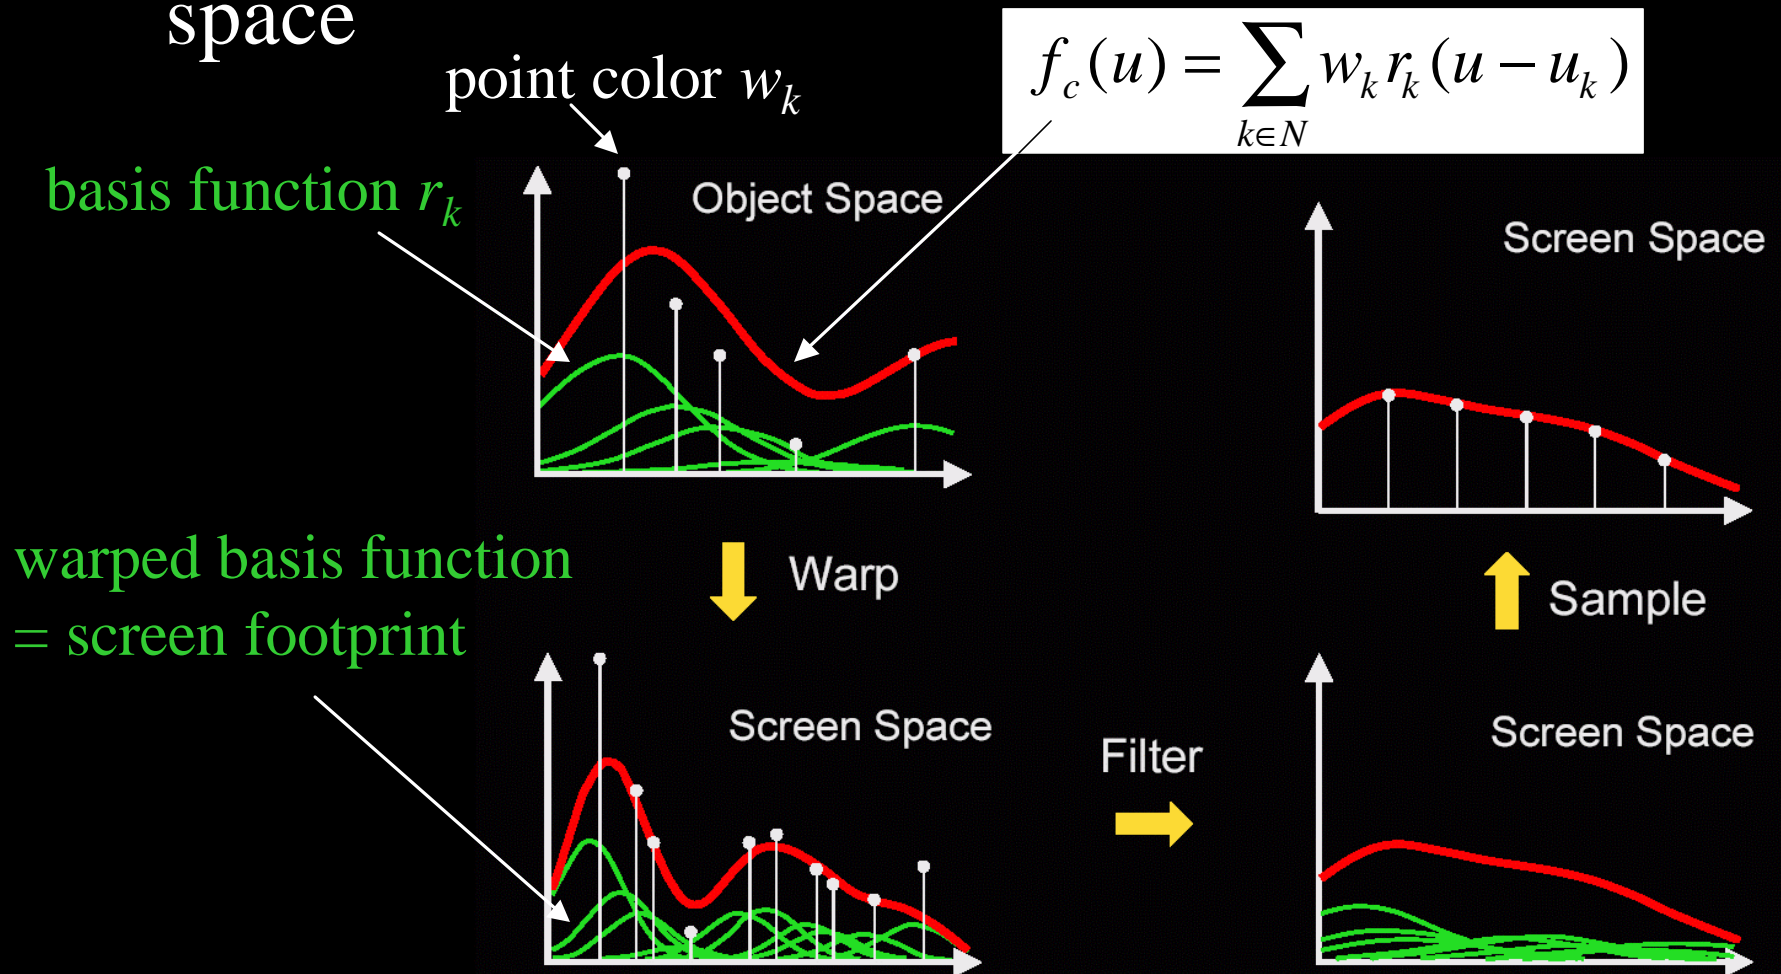 space
point color w_k
f_c(u) = ∑_{k∈N} w_k r_k(u − u_k)
basis function r_k
Object Space
Screen Space
warped basis function
= screen footprint
Warp
Sample
Screen Space
Filter
Screen Space